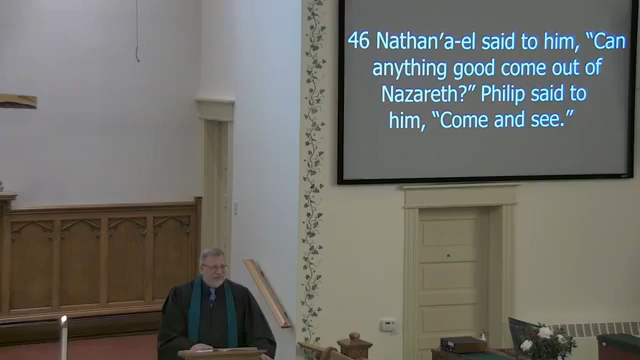 46 Nathan′a-el said to him, “Can
anything good come out of
Nazareth?” Philip said to
him, “Come and see.”